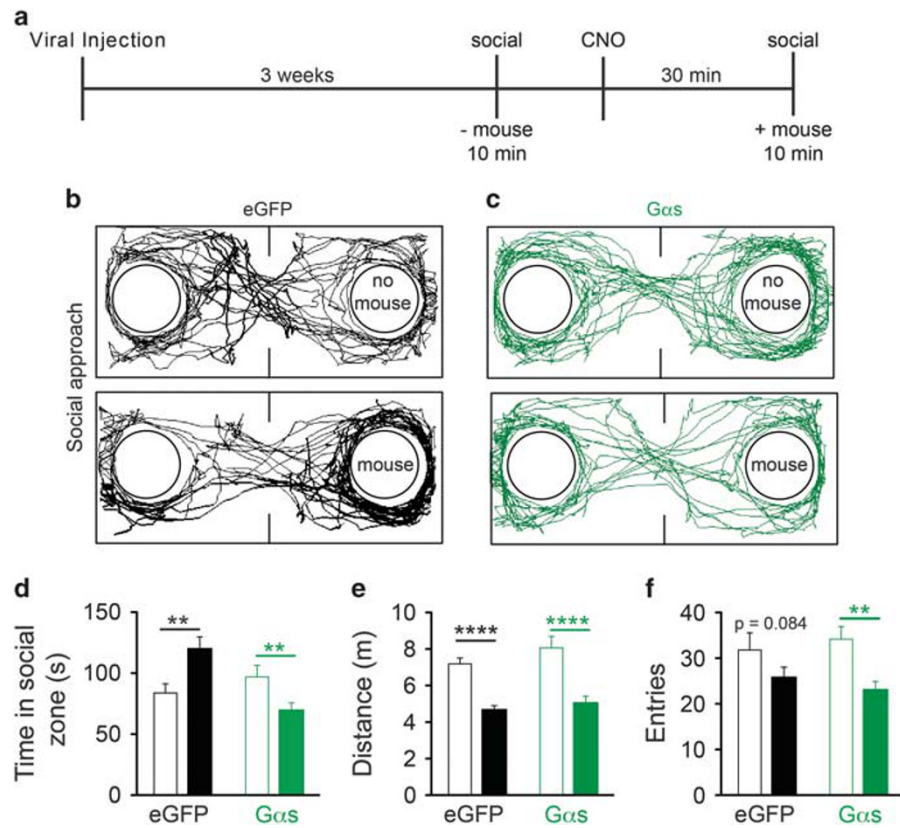 a
Viral Injection
social
CNO
social
3 weeks
30 min
- mouse
10 min
+ mouse
10 min
b
eGFP
c
Gαs
Social approach
no
mouse
no
mouse
mouse
mouse
d
Time in social
zone (s)
150
100
50
0
**
**
eGFP
Gαs
e
Distance (m)
10
8
6
4
2
0
****
****
eGFP
Gαs
f
Entries
40
30
20
10
0
p = 0.084
**
eGFP
Gαs